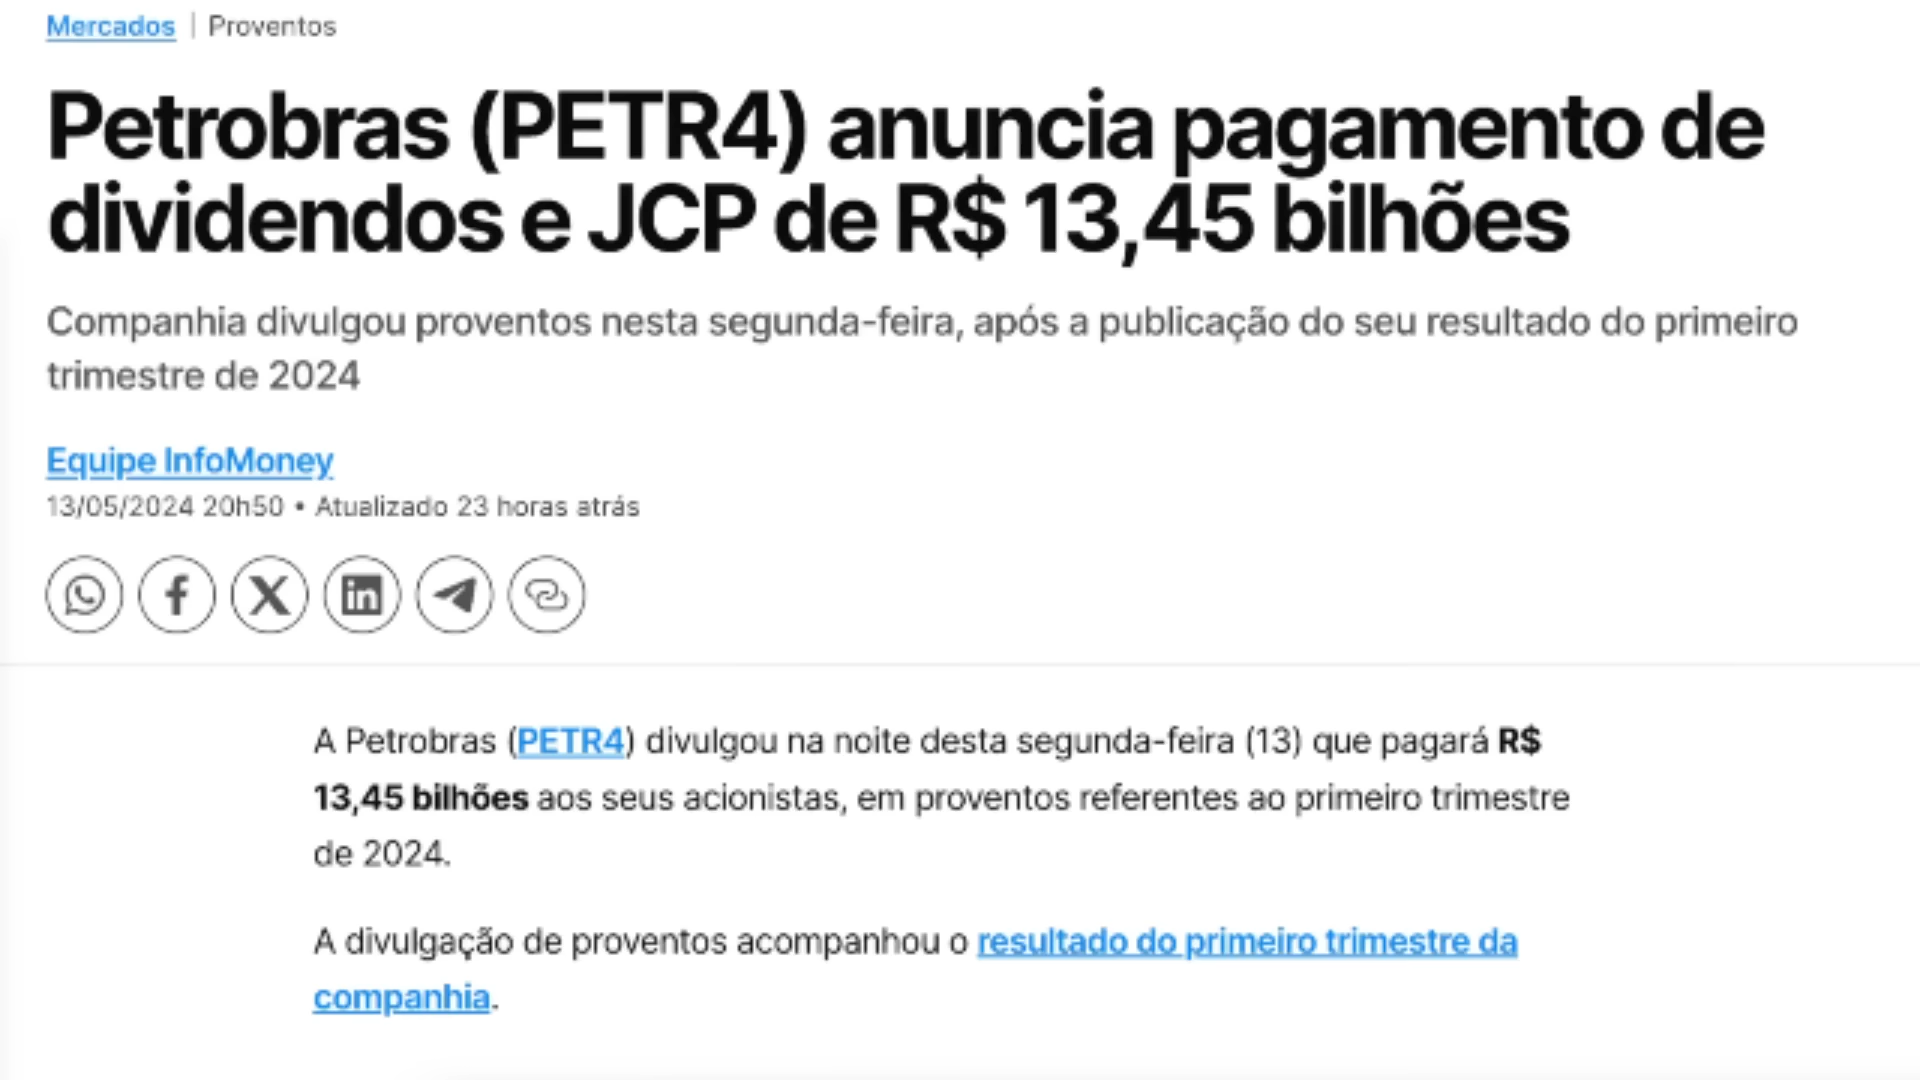 Mercados | Proventos
Petrobras (PETR4) anuncia pagamento de
dividendos e JCP de R$ 13,45 bilhões
Companhia divulgou proventos nesta segunda-feira, após a publicação do seu resultado do primeiro
trimestre de 2024
Equipe InfoMoney
13/05/2024 20h50 • Atualizado 23 horas atrás
A Petrobras (PETR4) divulgou na noite desta segunda-feira (13) que pagará R$
13,45 bilhões aos seus acionistas, em proventos referentes ao primeiro trimestre
de 2024.
A divulgação de proventos acompanhou o resultado do primeiro trimestre da
companhia.